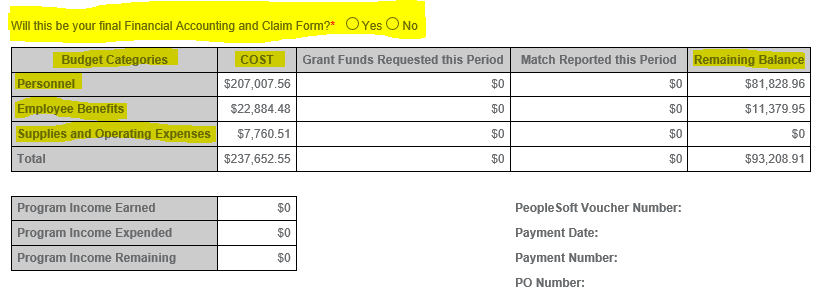 Will this be your final Financial Accounting and Claim Form?* Yes No
Budget Categories COST Grant Funds Requested this Period Match Reported this Period Remaining Balance
Personnel $207,007.56 $0 $0 $81,828.96
Employee Benefits $22,884.48 $0 $0 $11,379.95
Supplies and Operating Expenses $7,760.51 $0 $0 $0
Total $237,652.55 $0 $0 $93,208.91
Program Income Earned $0 PeopleSoft Voucher Number:
Program Income Expended $0 Payment Date:
Program Income Remaining $0 Payment Number:
PO Number: